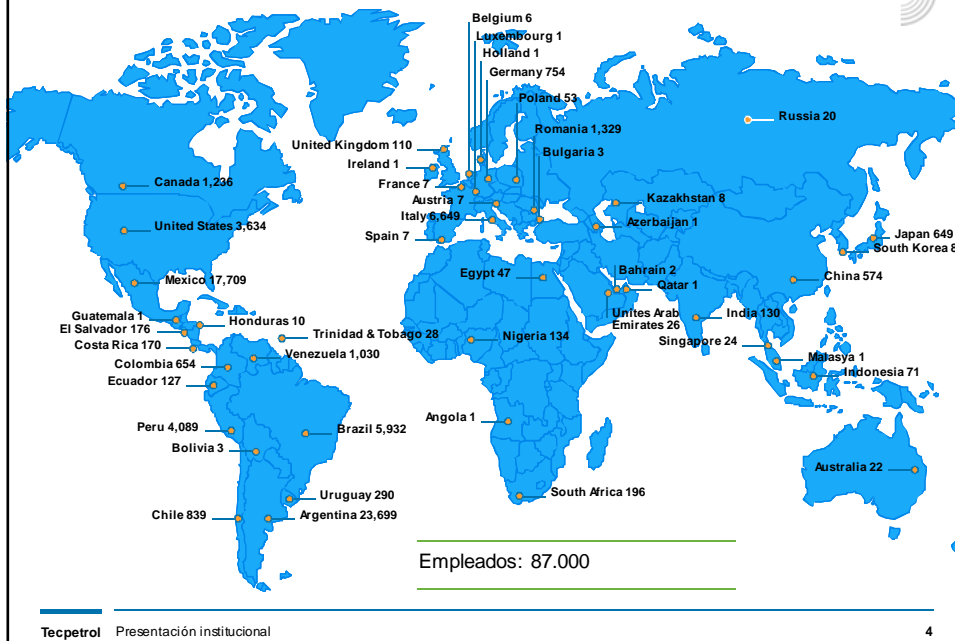 Belgium 6
Luxembourg 1
Holland 1
Germany 754
Poland 53
Russia 20
Romania 1,329
United Kingdom 110
Bulgaria 3
Ireland 1
Canada 1,236
France 7
Austria 7
Kazakhstan 8
Italy 6,649
United States 3,634
Azerbaijan 1
Japan 649
Spain 7
South Korea 8
Egypt 47
Bahrain 2
Mexico 17,709
Qatar 1
China 574
Guatemala 1
Honduras 10
Unites Arab
Emirates 26
India 130
El Salvador 176
Trinidad & Tobago 28
Nigeria 134
Singapore 24
Costa Rica 170
Venezuela 1,030
Malasya 1
Colombia 654
Indonesia 71
Ecuador 127
Angola 1
Peru 4,089
Brazil 5,932
Bolivia 3
Australia 22
Uruguay 290
South Africa 196
Chile 839
Argentina 23,699
Empleados: 87.000
Tecpetrol Presentación institucional 4